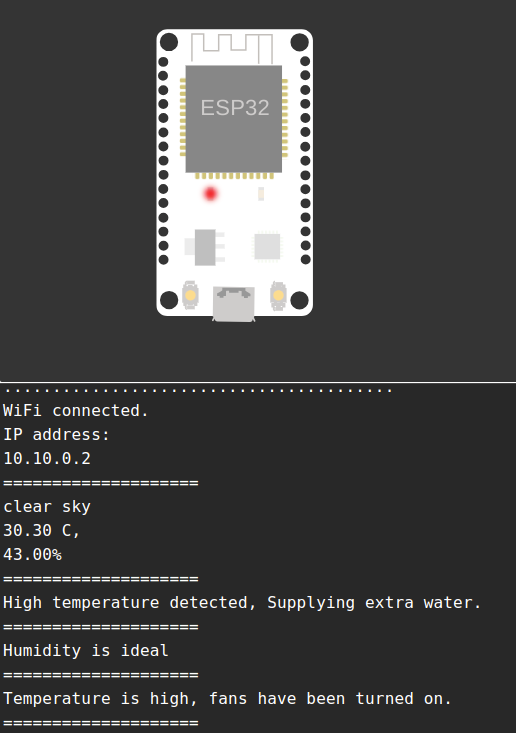 ESP32
........................................
WiFi connected.
IP address:
10.10.0.2
====================
clear sky
30.30 C,
43.00%
====================
High temperature detected, Supplying extra water.
====================
Humidity is ideal
====================
Temperature is high, fans have been turned on.
====================